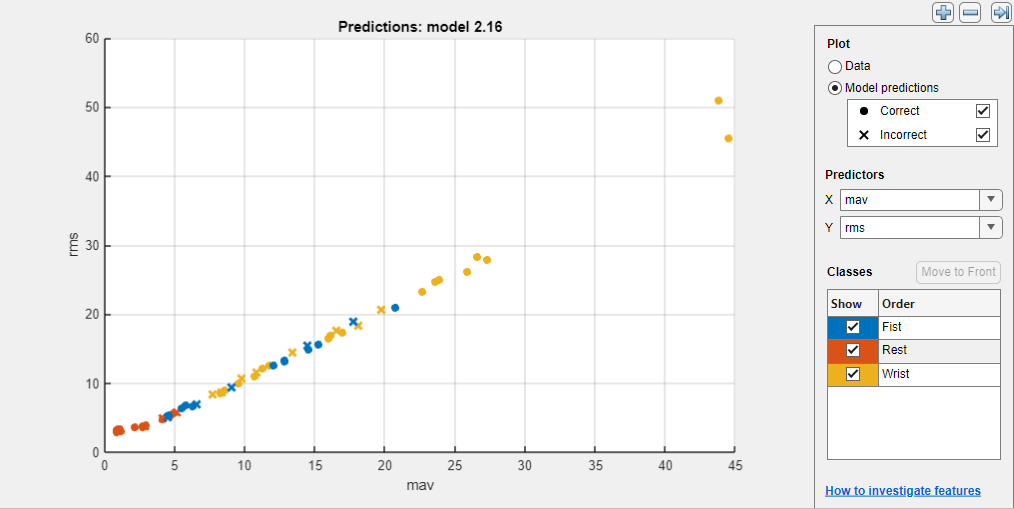 Predictions: model 2.16
60
50
40
30
20
10
0
rms
0 5 10 15 20 25 30 35 40 45
mav
Plot
Data
Model predictions
Correct
Incorrect
Predictors
X mav
Y rms
Classes Move to Front
Show Order
Fist
Rest
Wrist
How to investigate features